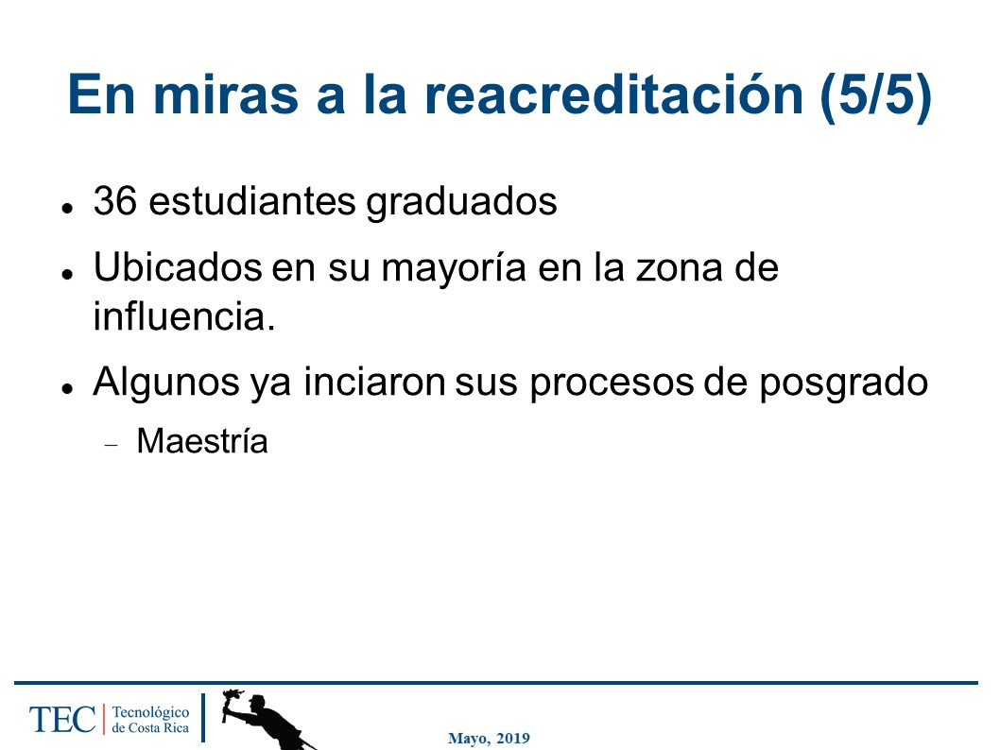 En miras a la reacreditación (5/5)
● 36 estudiantes graduados
● Ubicados en su mayoría en la zona de
influencia.
● Algunos ya inciaron sus procesos de posgrado
– Maestría
TEC | Tecnológico
de Costa Rica
Mayo, 2019